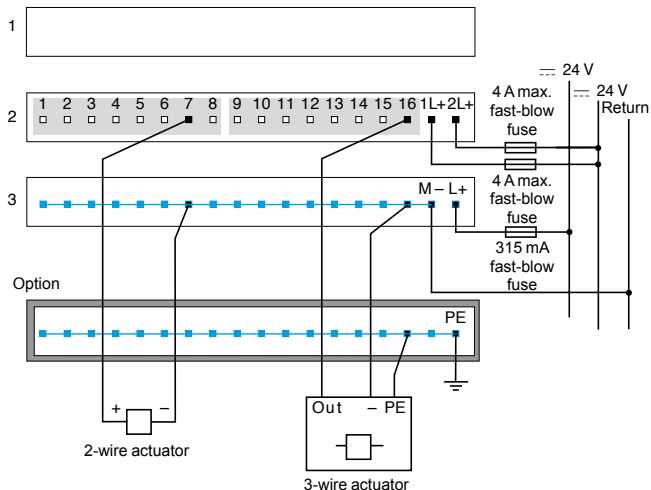 1
24 V
4 A max.
fast-blow
fuse
24 V
Return
2
1 2 3 4 5 6 7 8 9 10 11 12 13 14 15 16 1L+ 2L+
3
M – L+
4 A max.
fast-blow
fuse
315 mA
fast-blow
fuse
Option
PE
+ –
2-wire actuator
Out – PE
3-wire actuator